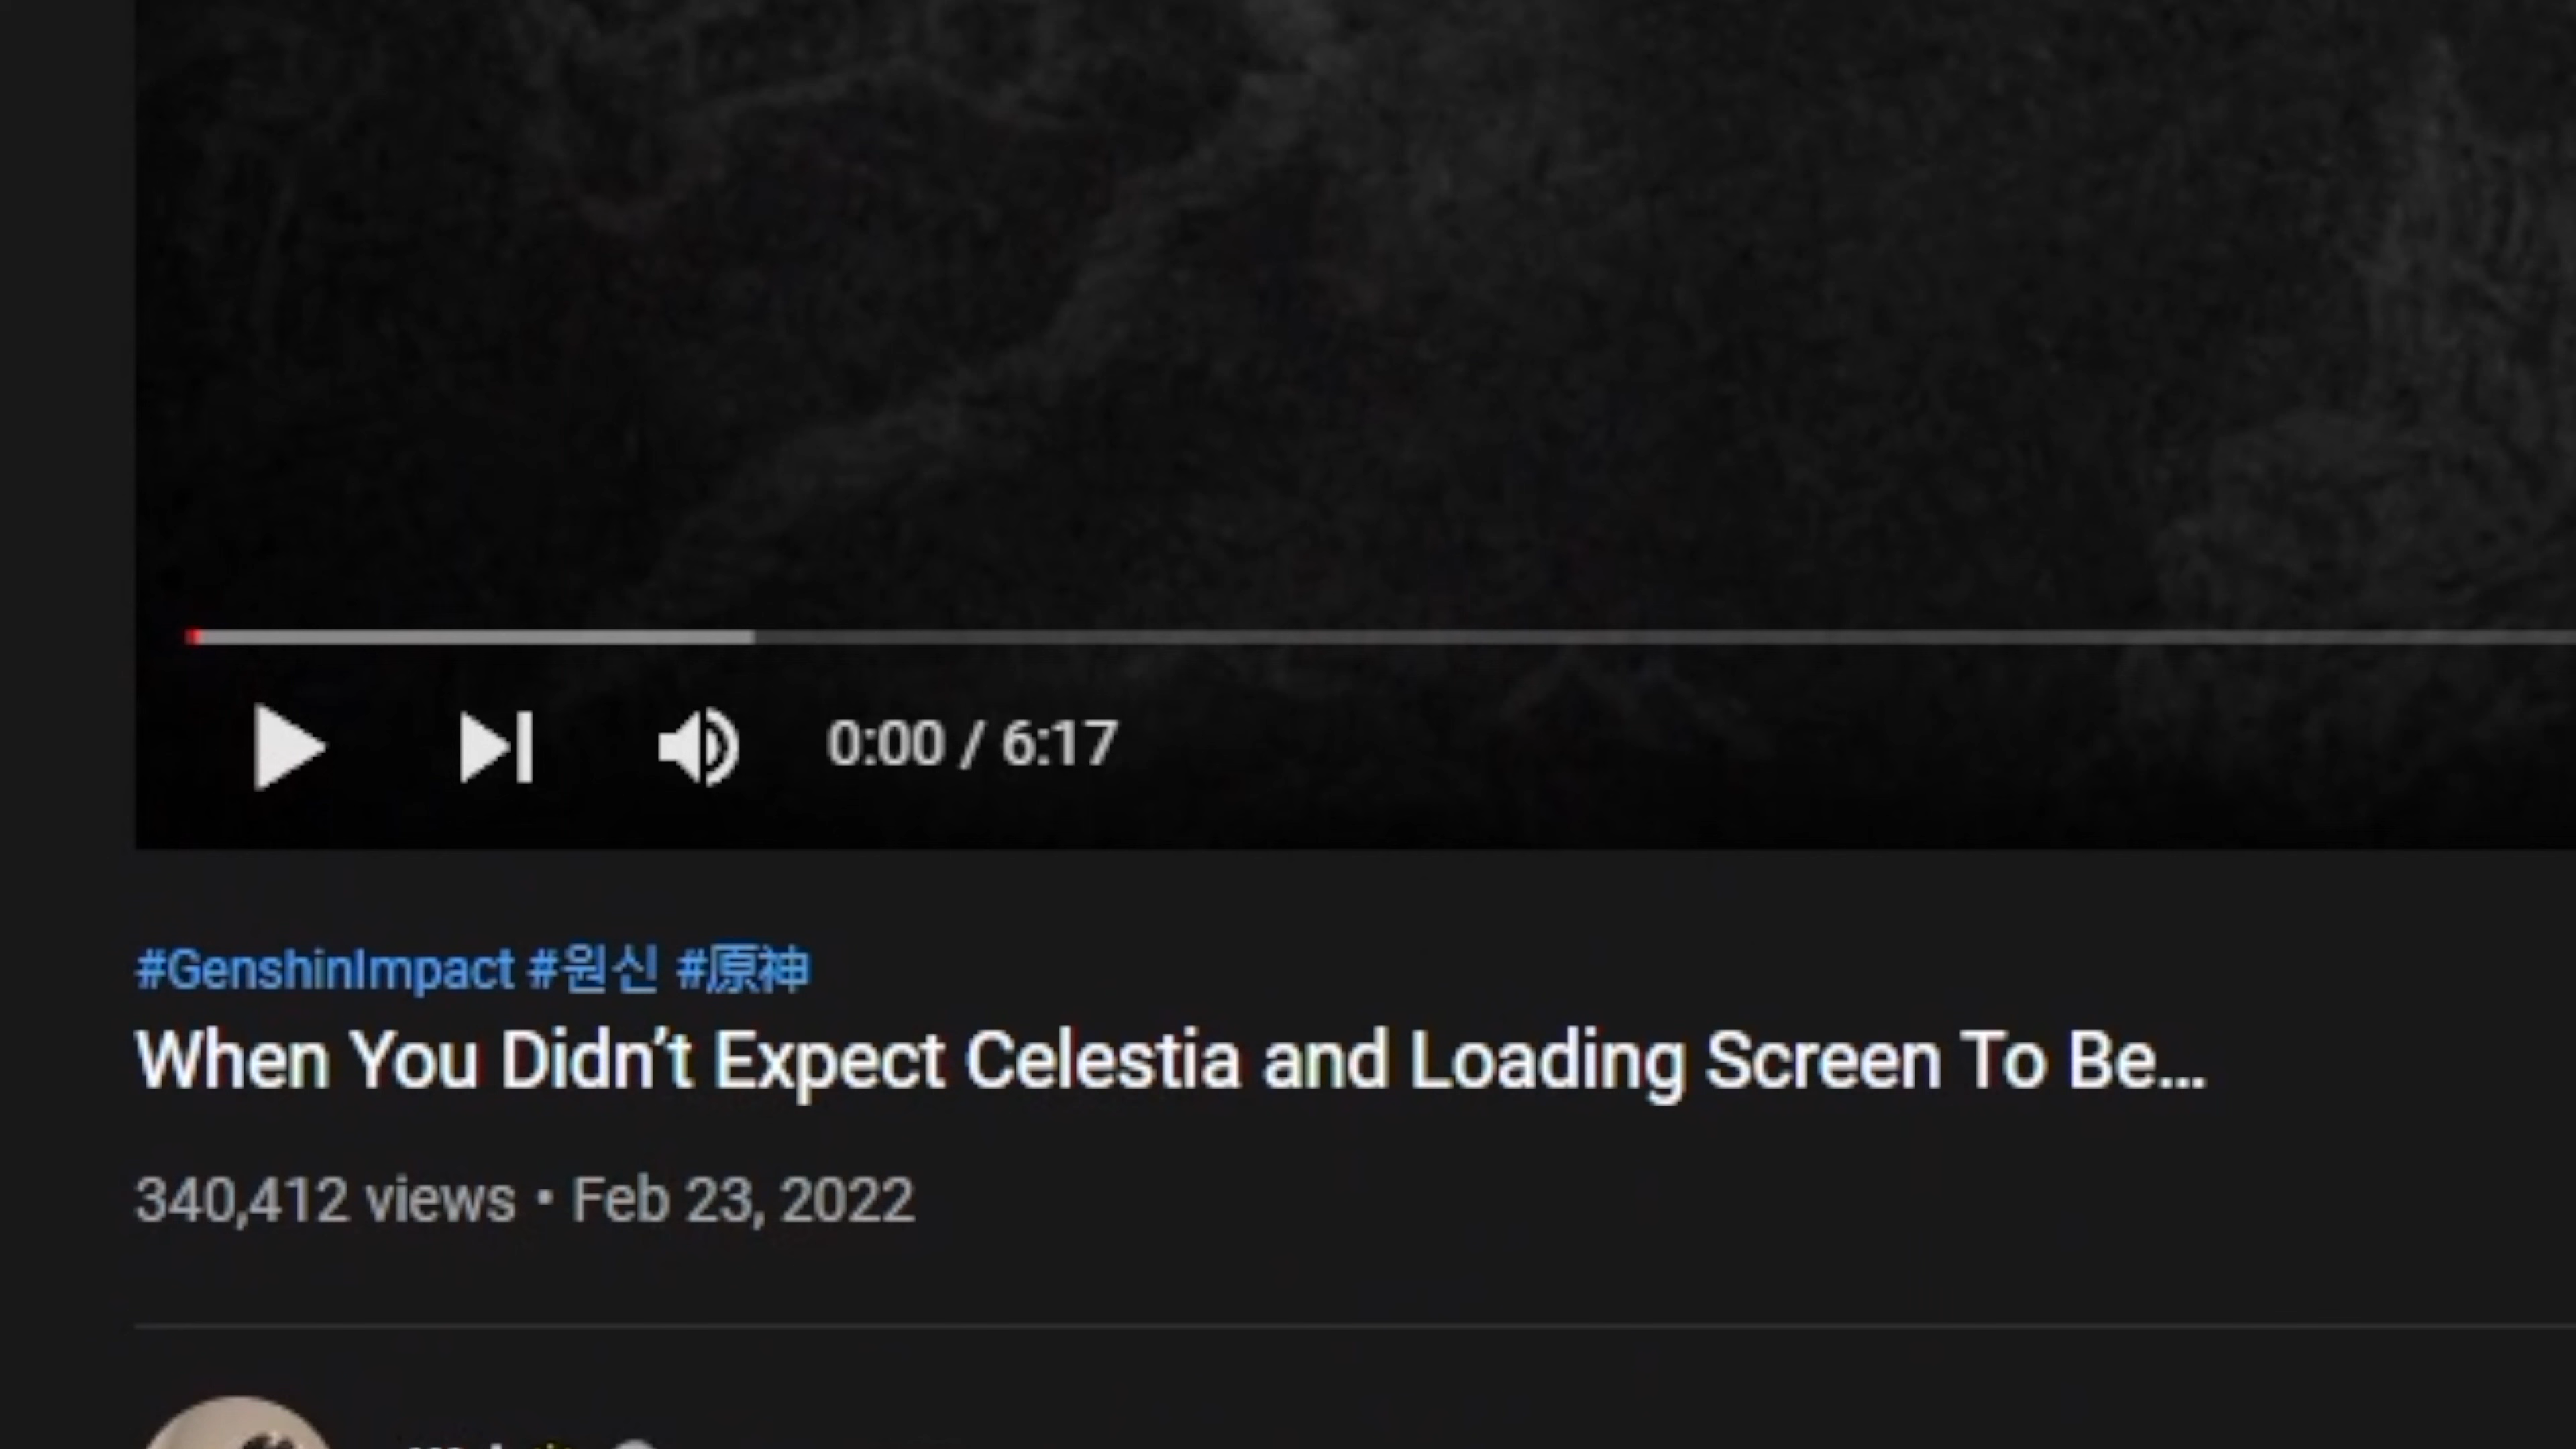 0:00 / 6:17
#GenshinImpact #원신 #原神
When You Didn’t Expect Celestia and Loading Screen To Be...
340,412 views • Feb 23, 2022